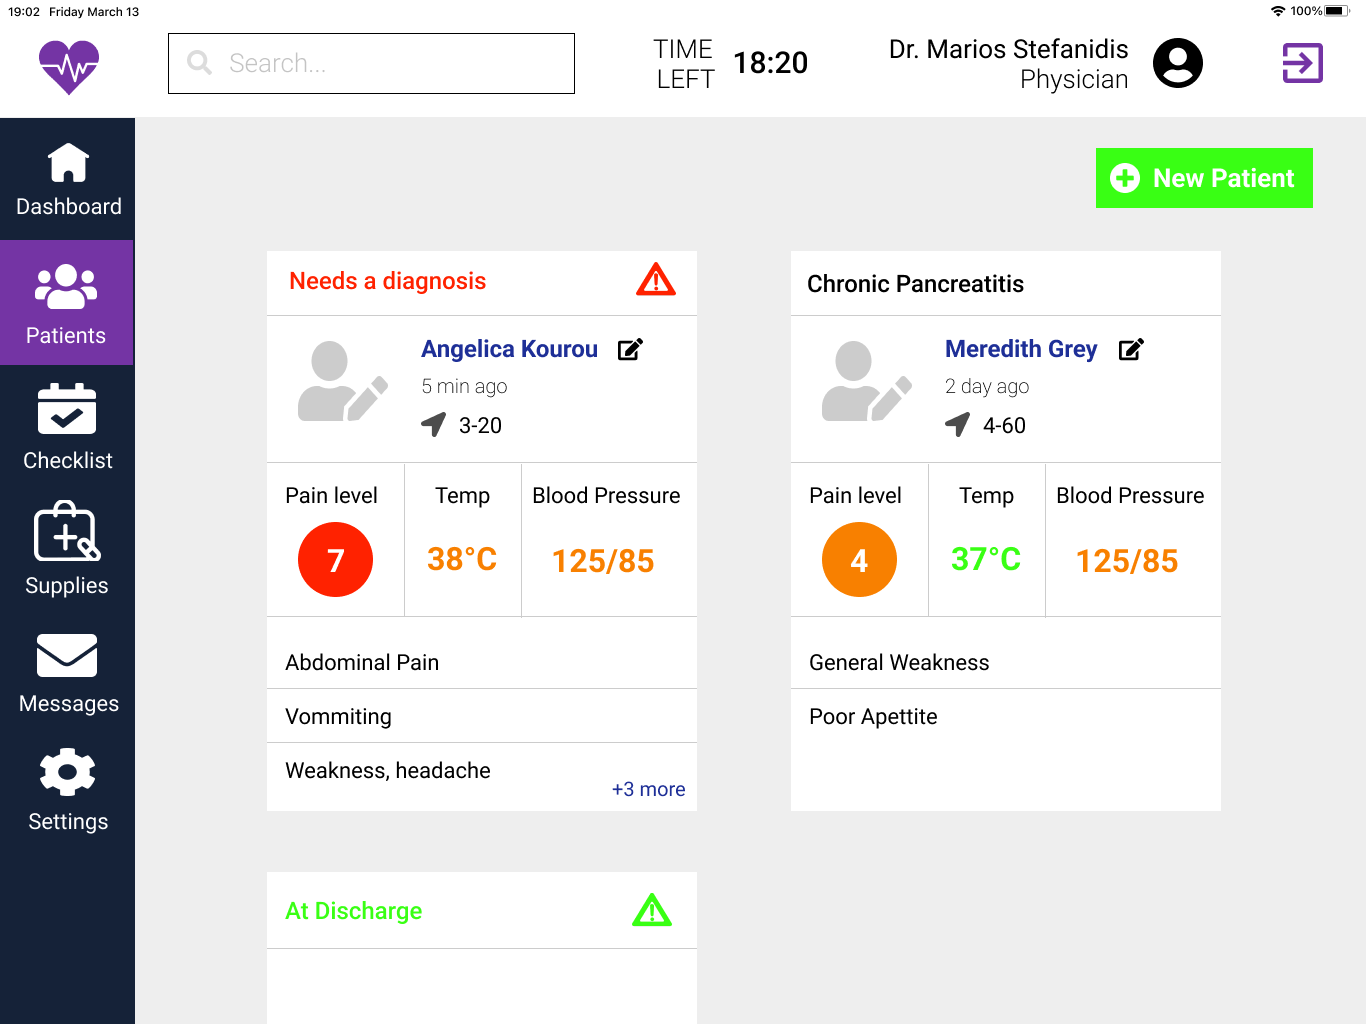 19:02 Friday March 13
100%
Search...
TIME
LEFT
18:20
Dr. Marios Stefanidis
Physician
Dashboard
Patients
Checklist
Supplies
Messages
Settings
New Patient
Needs a diagnosis
Angelica Kourou
5 min ago
3-20
Pain level
Temp
Blood Pressure
7
38°C
125/85
Abdominal Pain
Vommiting
Weakness, headache
+3 more
Chronic Pancreatitis
Meredith Grey
2 day ago
4-60
Pain level
Temp
Blood Pressure
4
37°C
125/85
General Weakness
Poor Apettite
At Discharge